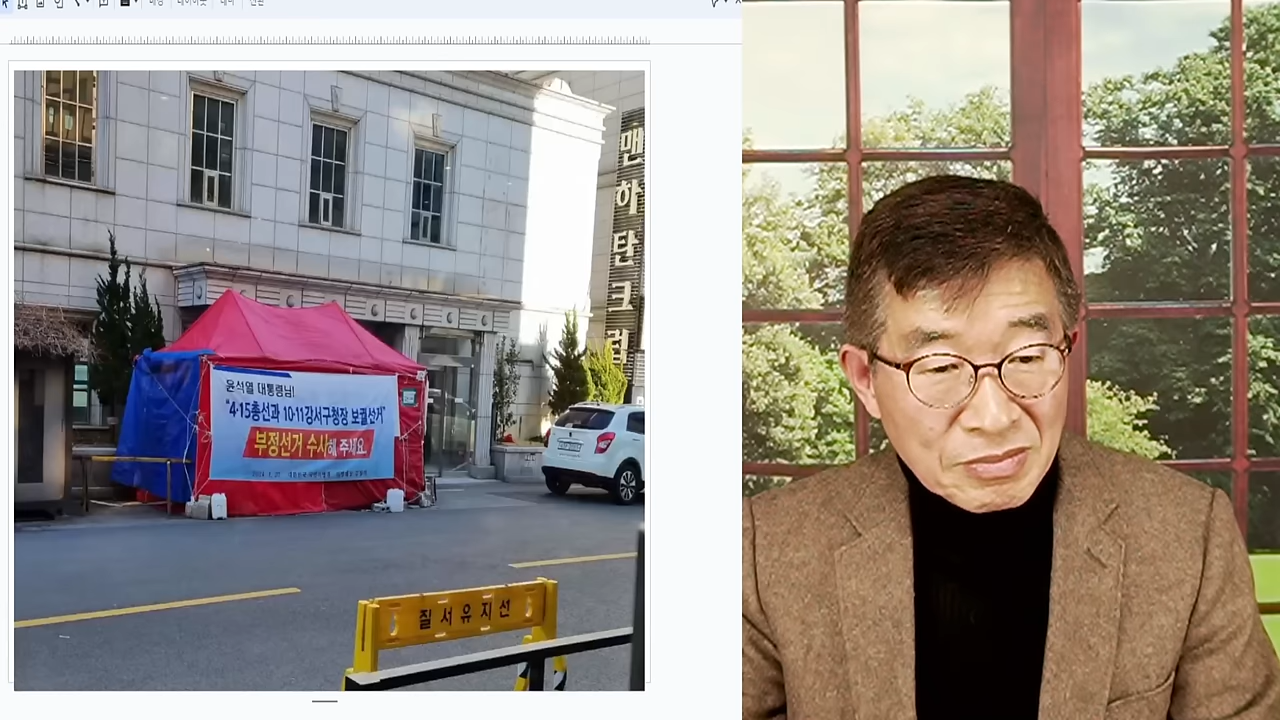 윤석열 대통령님!
"4·15총선과 10·11강서구청장 보궐선거"
부정선거 수사해 주세요.
맨하탄크럽
질서유지선